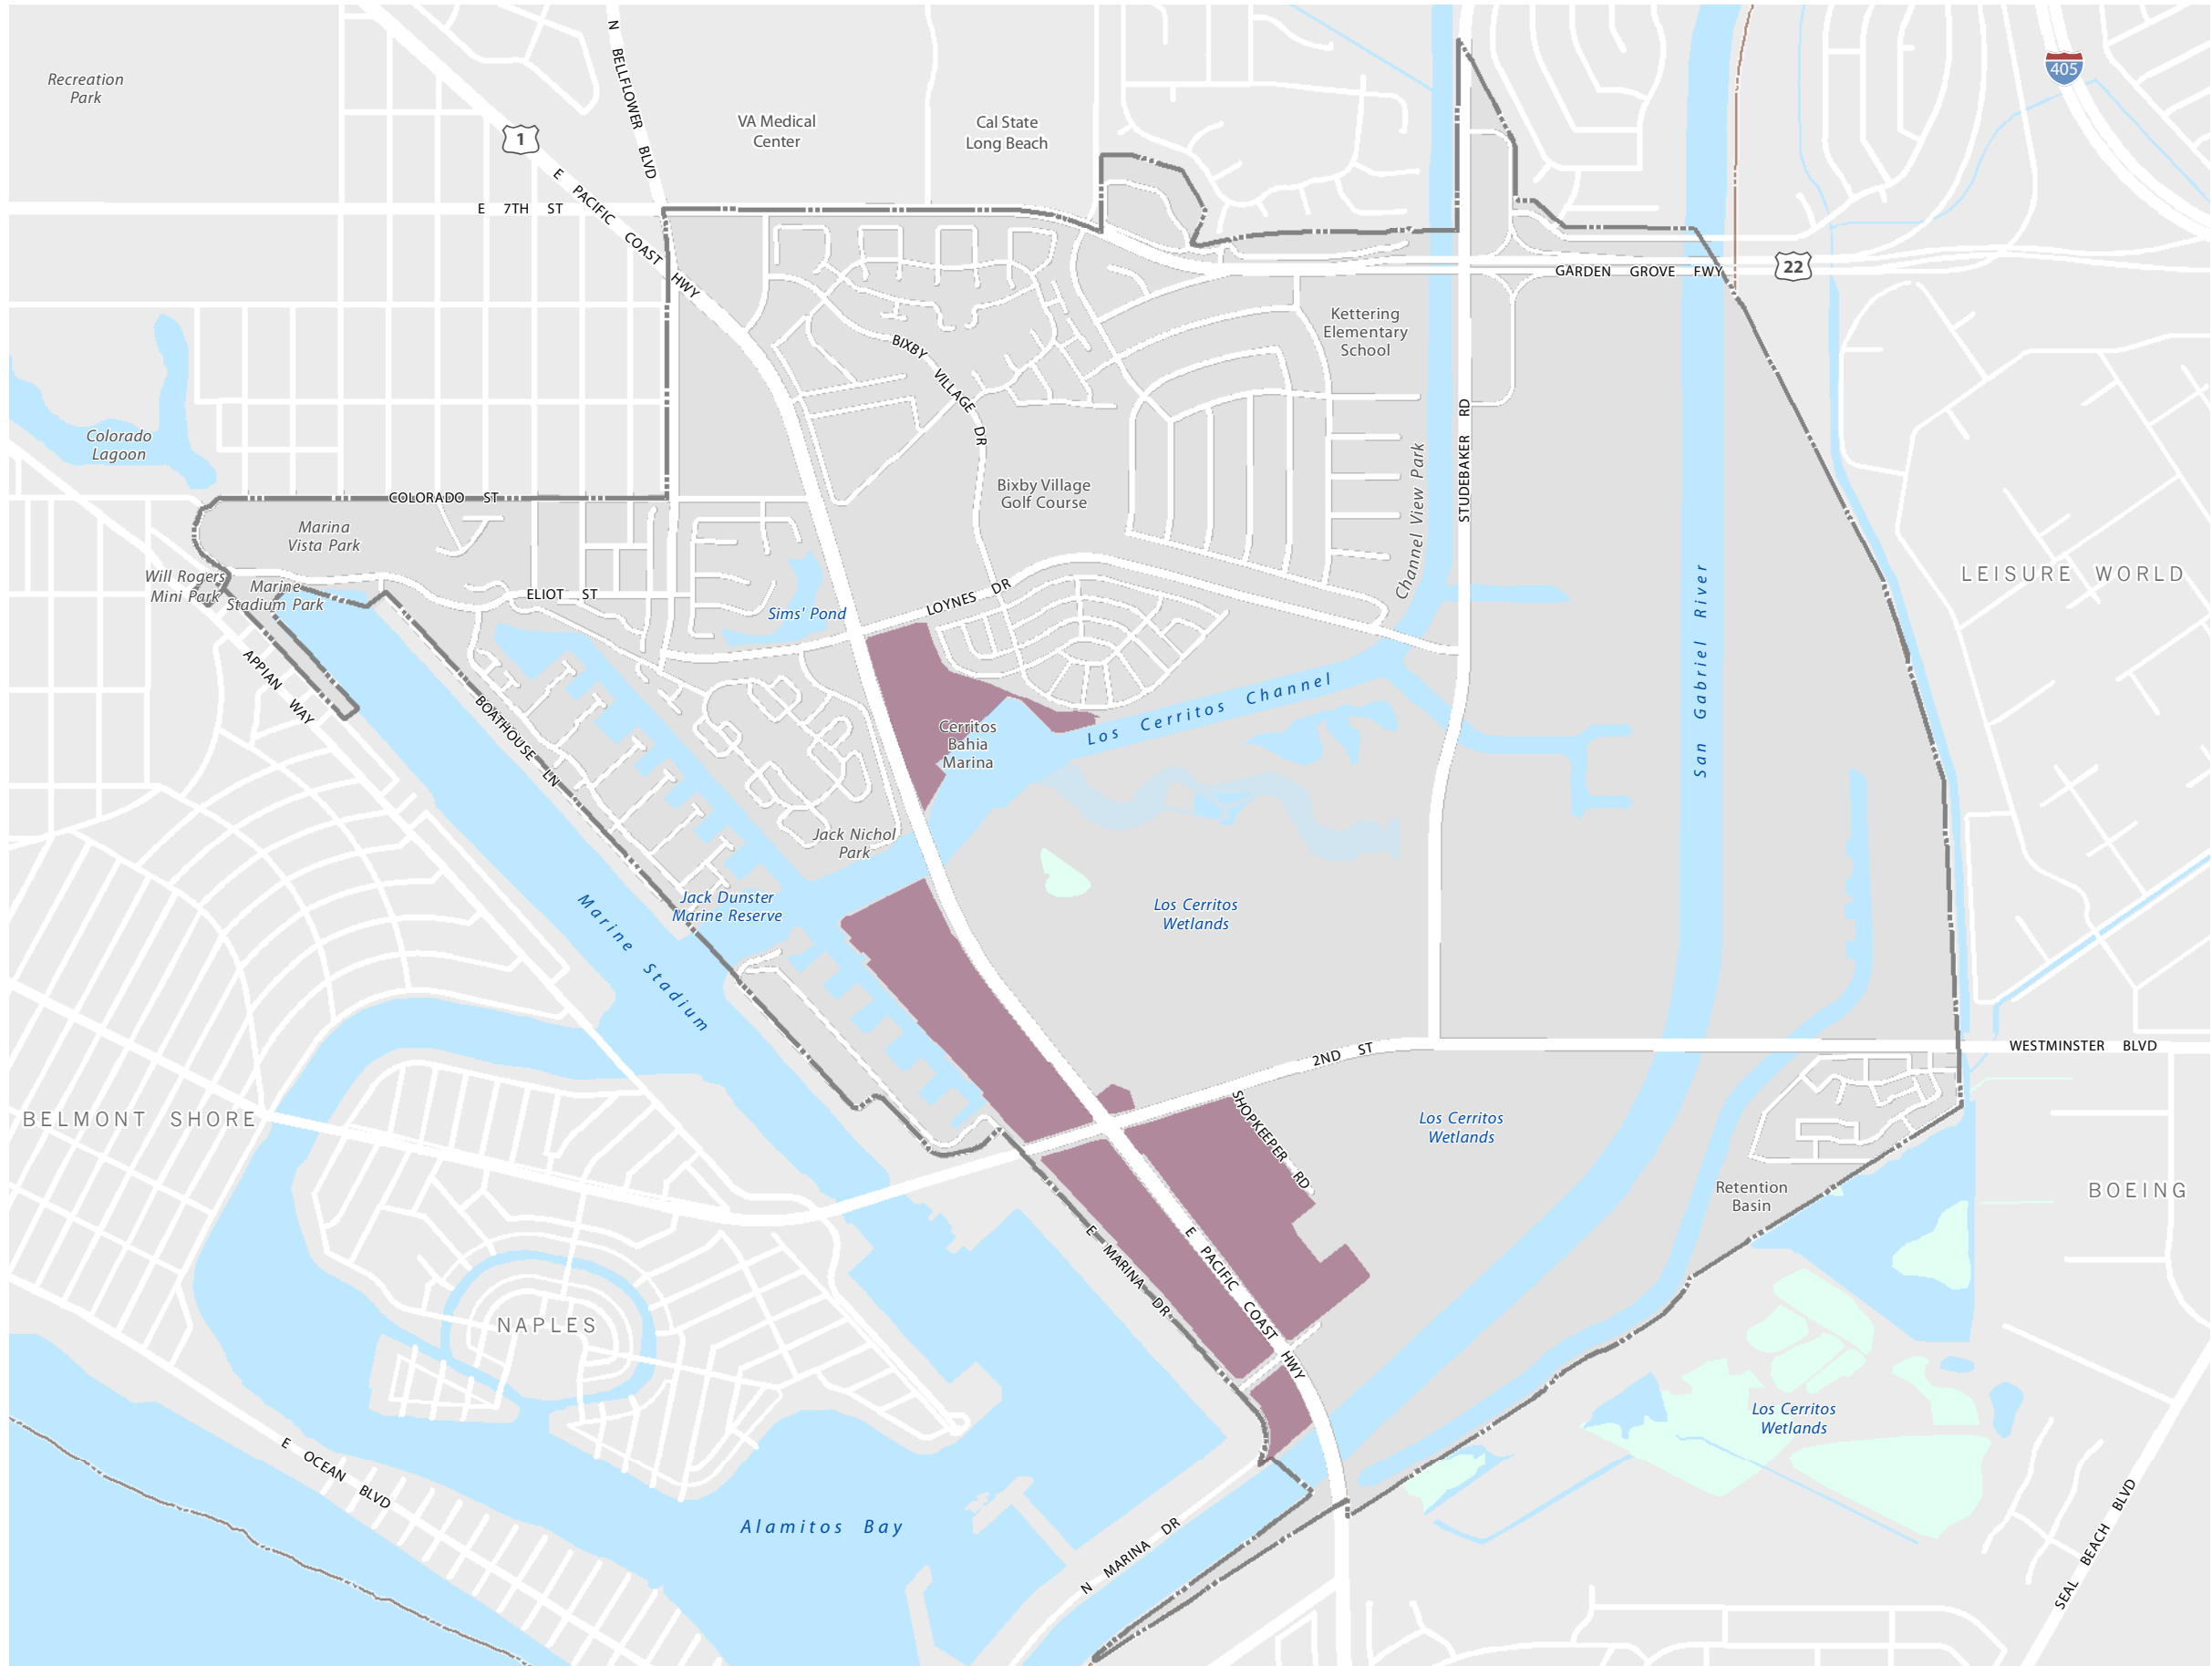 Recreation
Park
1
N BELLFLOWER BLVD
VA Medical
Center
Cal State
Long Beach
405
E 7TH ST
E PACIFIC COAST HWY
GARDEN GROVE FWY
22
Kettering
Elementary
School
BIXBY VILLAGE DR
Colorado
Lagoon
STUDEBAKER RD
Channel View Park
Bixby Village
Golf Course
COLORADO ST
Marina
Vista Park
Will Rogers
Mini Park
Marine
Stadium Park
ELIOT ST
Sims' Pond
LOYNES DR
LEISURE WORLD
San Gabriel River
APPIAN WAY
BOATHOUSE LN
Los Cerritos Channel
Cerritos
Bahia
Marina
Jack Nichol
Park
Jack Dunster
Marine Reserve
Marine Stadium
Los Cerritos
Wetlands
2ND ST
WESTMINSTER BLVD
BELMONT SHORE
SHOPKEEPER RD
Los Cerritos
Wetlands
Retention
Basin
BOEING
E MARINA DR
E PACIFIC COAST HWY
NAPLES
Los Cerritos
Wetlands
E OCEAN BLVD
Alamitos Bay
N MARINA DR
SEAL BEACH BLVD